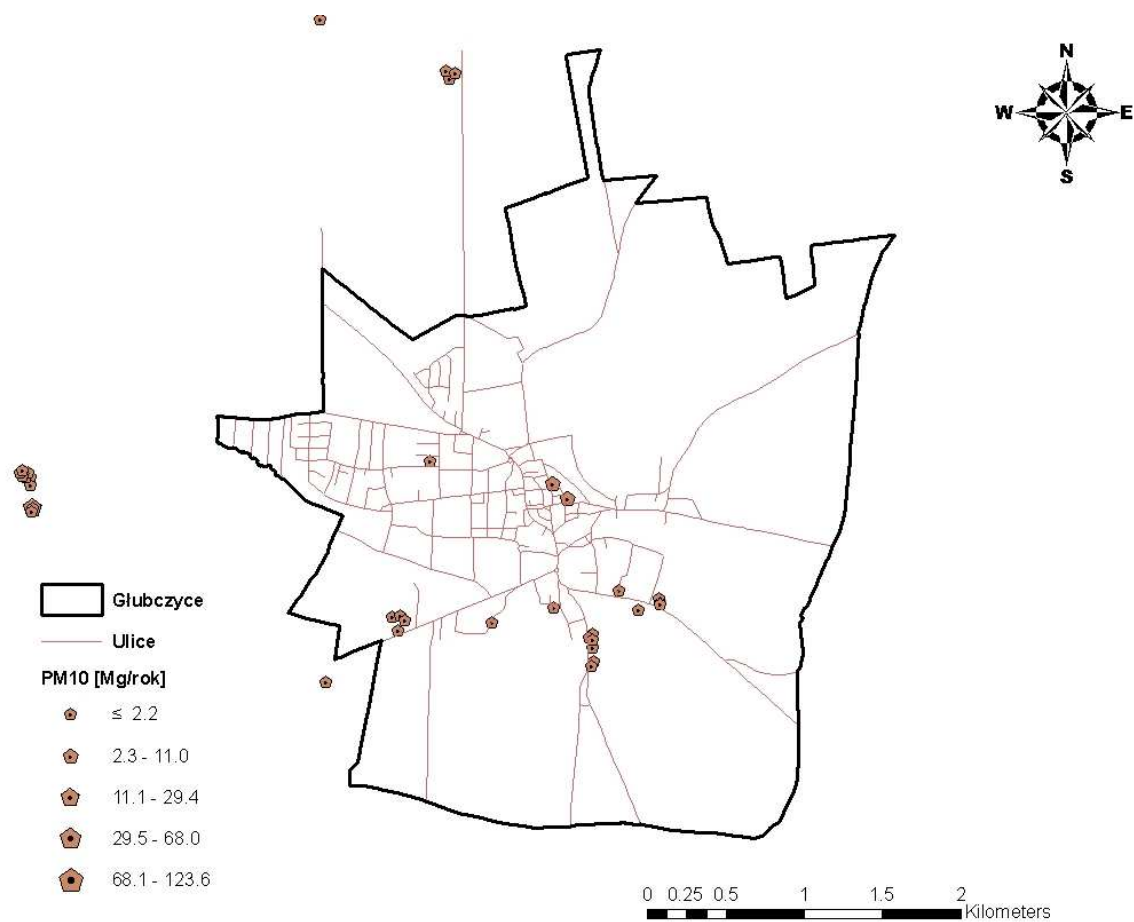 N
W E
S
Głubczyce
Ulice
PM10 [Mg/rok]
≤ 2.2
2.3 - 11.0
11.1 - 29.4
29.5 - 68.0
68.1 - 123.6
0 0.25 0.5 1 1.5 2
Kilometers